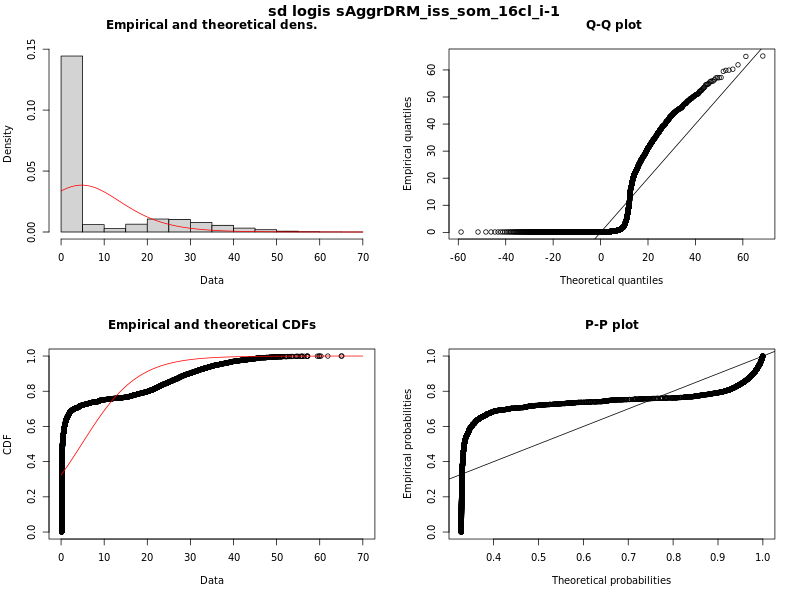 sd logis sAggrDRM_iss_som_16cl_i-1
Empirical and theoretical dens.
Density
0.00 0.05 0.10 0.15
0 10 20 30 40 50 60 70
Data
Q-Q plot
Empirical quantiles
0 10 20 30 40 50 60
-60 -40 -20 0 20 40 60
Theoretical quantiles
Empirical and theoretical CDFs
CDF
0.0 0.2 0.4 0.6 0.8 1.0
0 10 20 30 40 50 60 70
Data
P-P plot
Empirical probabilities
0.0 0.2 0.4 0.6 0.8 1.0
0.4 0.5 0.6 0.7 0.8 0.9 1.0
Theoretical probabilities